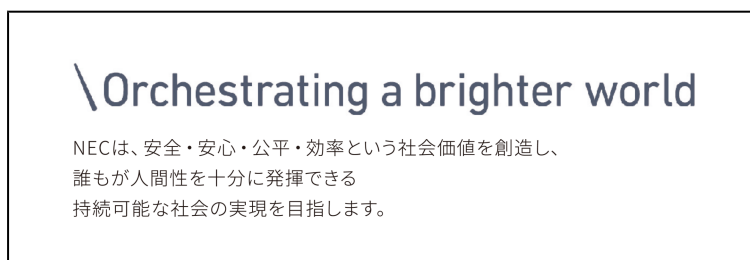 \Orchestrating a brighter world
NECは、安全・安心・公平・効率という社会価値を創造し、
誰もが人間性を十分に発揮できる
持続可能な社会の実現を目指します。